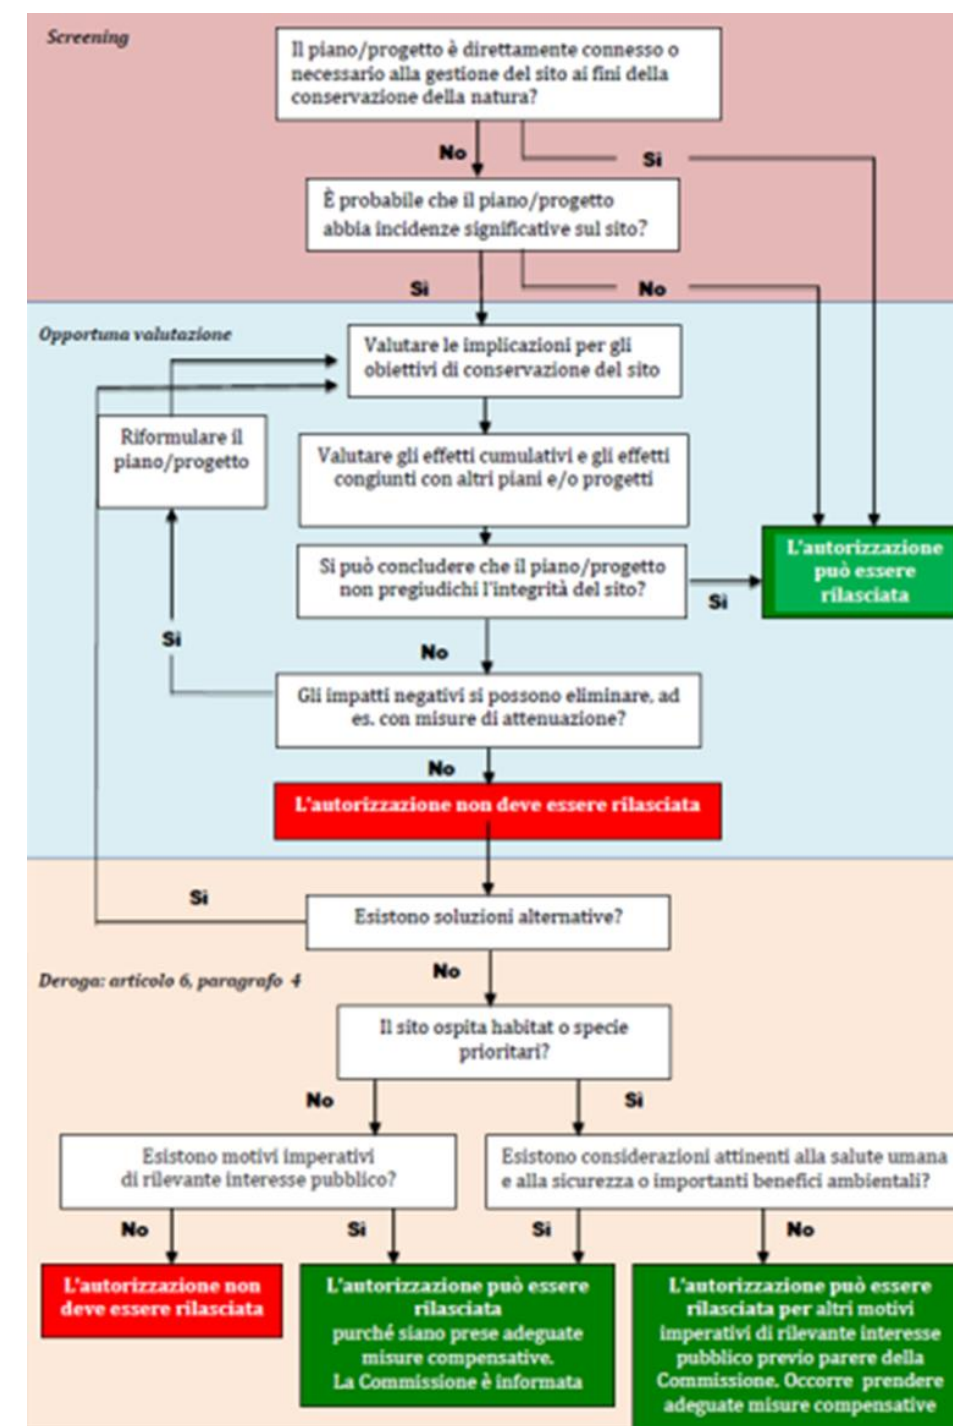 Screening
Il piano/progetto è direttamente connesso o
necessario alla gestione del sito ai fini della
conservazione della natura?
No
Sì
È probabile che il piano/progetto
abbia incidenze significative sul sito?
Sì
No
Opportuna valutazione
Valutare le implicazioni per gli
obiettivi di conservazione del sito
Riformulare il
piano/progetto
Valutare gli effetti cumulativi e gli effetti
congiunti con altri piani e/o progetti
L'autorizzazione
può essere
rilasciata
Si può concludere che il piano/progetto
non pregiudichi l'integrità del sito?
Sì
Sì
No
Gli impatti negativi si possono eliminare, ad
es. con misure di attenuazione?
No
L'autorizzazione non deve essere rilasciata
Sì
Esistono soluzioni alternative?
No
Deroga: articolo 6, paragrafo 4
Il sito ospita habitat o specie
prioritari?
No
Sì
Esistono motivi imperativi
di rilevante interesse pubblico?
Esistono considerazioni attinenti alla salute umana
e alla sicurezza o importanti benefici ambientali?
No
Sì
Sì
No
L'autorizzazione non
deve essere rilasciata
L'autorizzazione può essere
rilasciata
purché siano prese adeguate
misure compensative.
La Commissione è informata
L'autorizzazione può essere
rilasciata per altri motivi
imperativi di rilevante interesse
pubblico previo parere della
Commissione. Occorre prendere
adeguate misure compensative